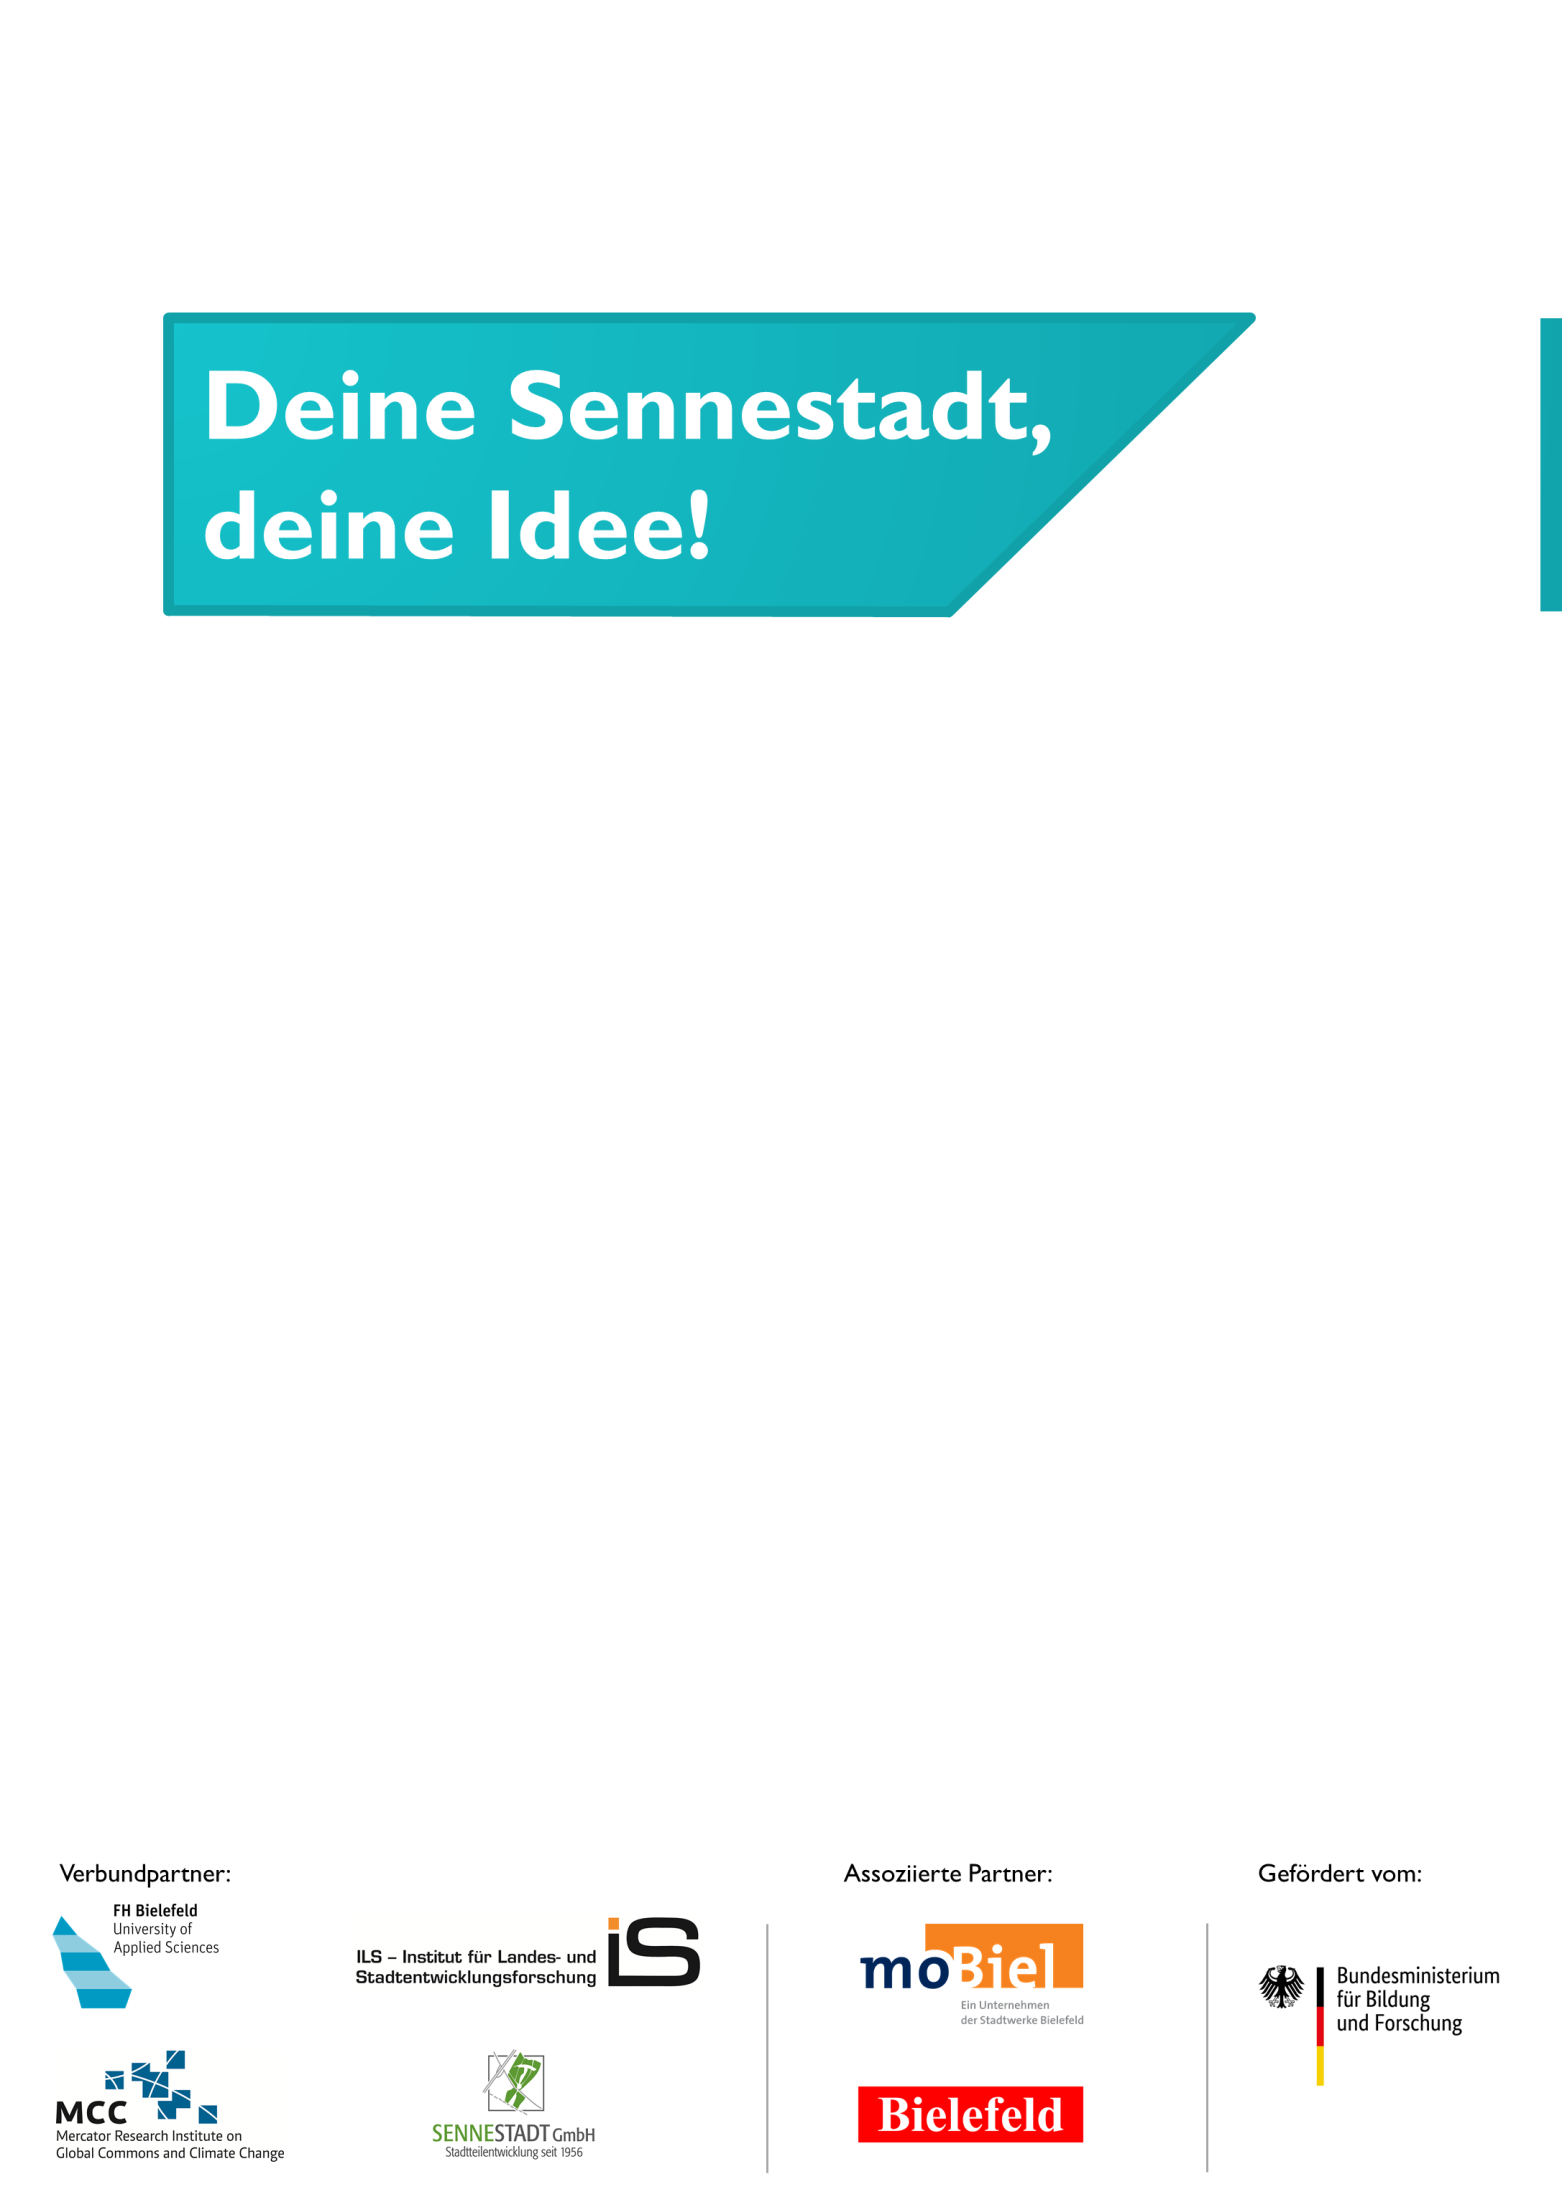 Deine Sennestadt,
deine Idee!
Verbundpartner:
FH Bielefeld
University of
Applied Sciences
ILS – Institut für Landes- und
Stadtentwicklungsforschung
ils
MCC
Mercator Research Institute on
Global Commons and Climate Change
SENNESTADT GmbH
Stadtteilentwicklung seit 1956
Assoziierte Partner:
moBiel
Ein Unternehmen
der Stadtwerke Bielefeld
Bielefeld
Gefördert vom:
Bundesministerium
für Bildung
und Forschung